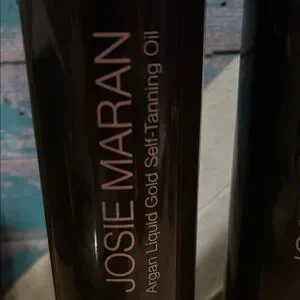 JOSIE MARAN
Argan Liquid Gold Self-Tanning Oil